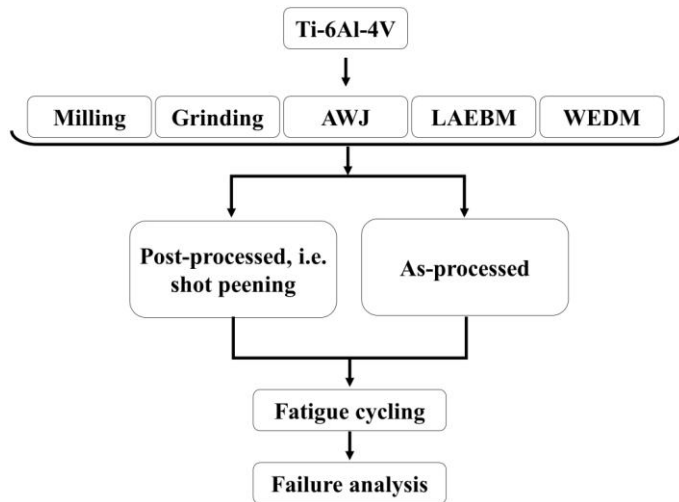 Ti-6Al-4V
Milling
Grinding
AWJ
LAEBM
WEDM
Post-processed, i.e.
shot peening
As-processed
Fatigue cycling
Failure analysis